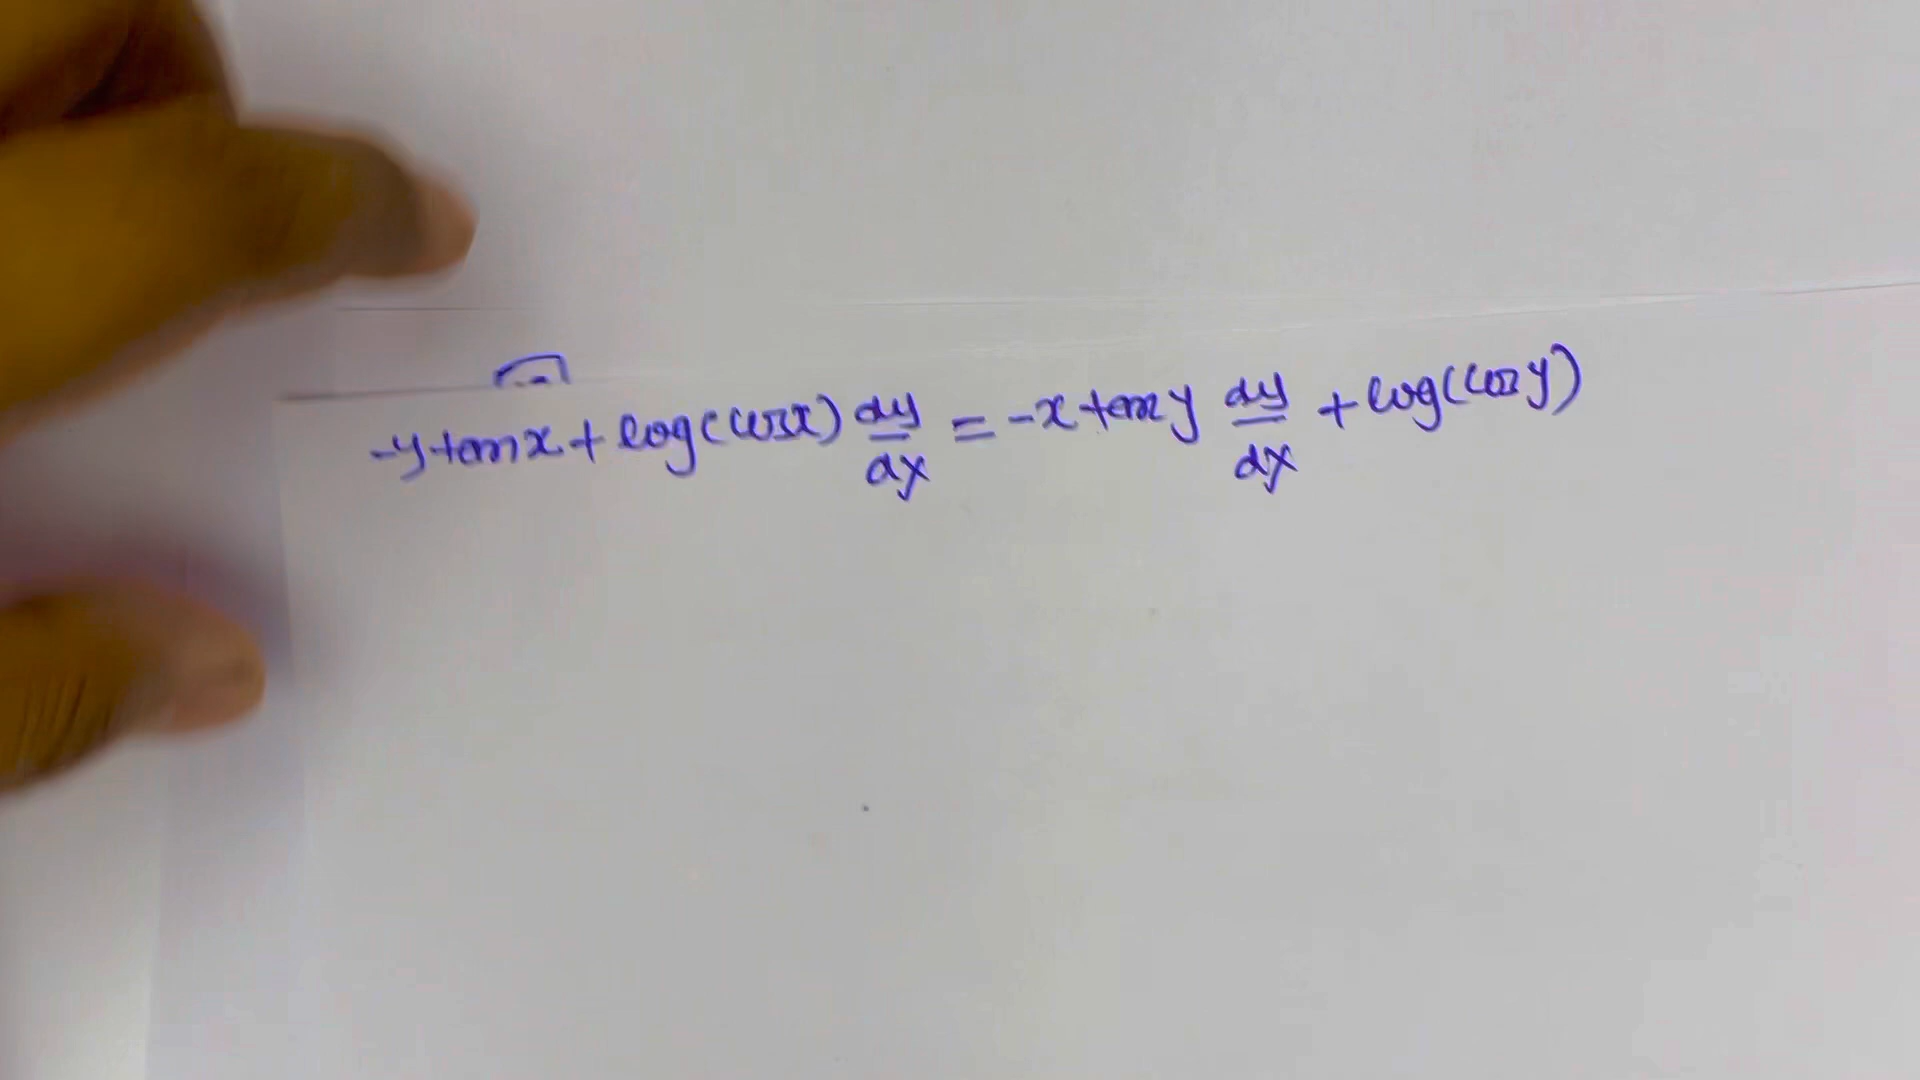 -y tan x + log(cos x) dy/dx = -x tan y dy/dx + log(cos y)